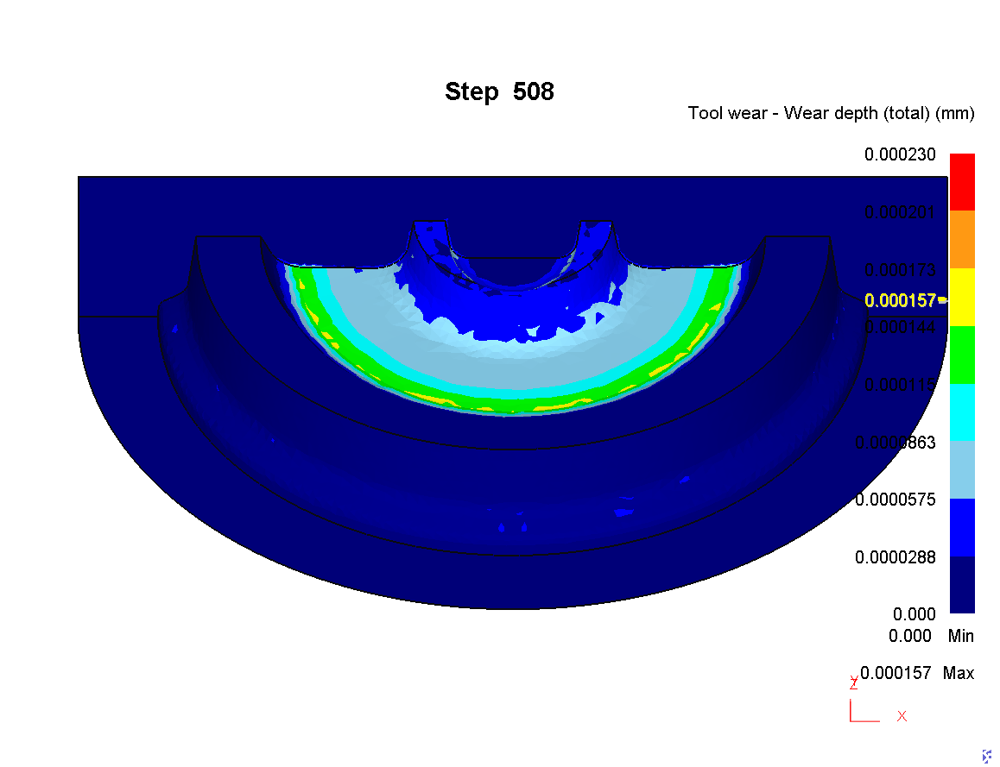 Step 508
Tool wear - Wear depth (total) (mm)
0.000230
0.000201
0.000173
0.000157
0.000144
0.000115
0.0000863
0.0000575
0.0000288
0.000
0.000 Min
0.000157 Max
Y
Z
X